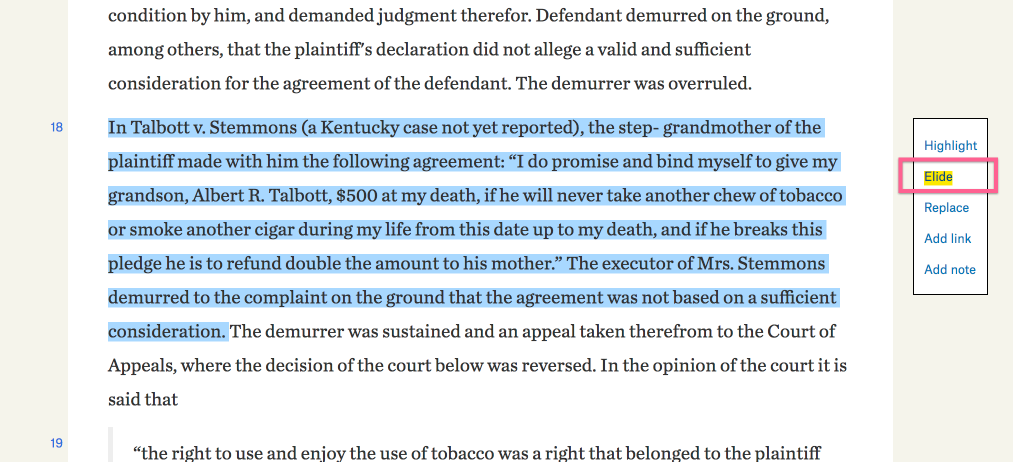 condition by him, and demanded judgment therefor. Defendant demurred on the ground,
among others, that the plaintiff's declaration did not allege a valid and sufficient
consideration for the agreement of the defendant. The demurrer was overruled.
18
In Talbott v. Stemmons (a Kentucky case not yet reported), the step- grandmother of the
plaintiff made with him the following agreement: “I do promise and bind myself to give my
grandson, Albert R. Talbott, $500 at my death, if he will never take another chew of tobacco
or smoke another cigar during my life from this date up to my death, and if he breaks this
pledge he is to refund double the amount to his mother.” The executor of Mrs. Stemmons
demurred to the complaint on the ground that the agreement was not based on a sufficient
consideration. The demurrer was sustained and an appeal taken therefrom to the Court of
Appeals, where the decision of the court below was reversed. In the opinion of the court it is
said that
19
“the right to use and enjoy the use of tobacco was a right that belonged to the plaintiff
Highlight
Elide
Replace
Add link
Add note